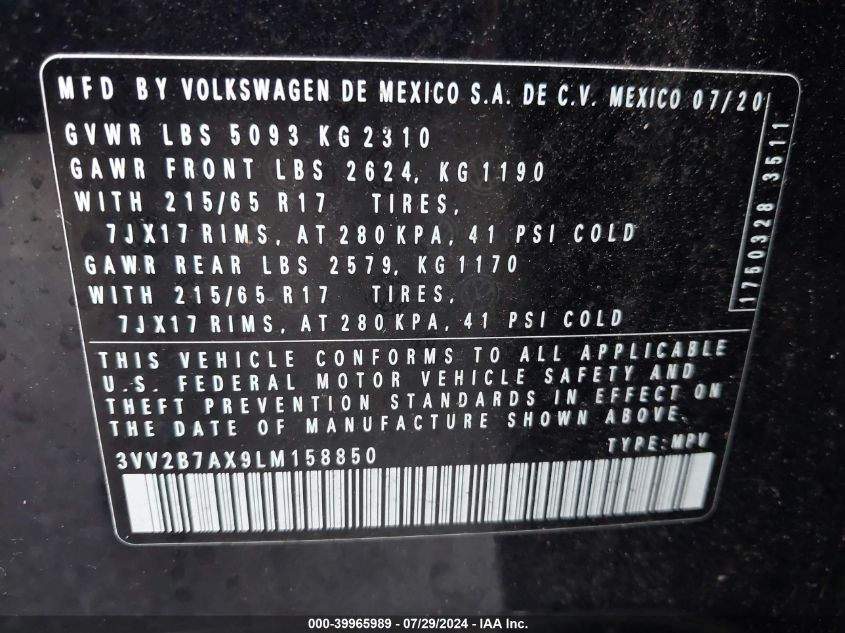 MFD BY VOLKSWAGEN DE MEXICO S.A. DE C.V. MEXICO 07/20
GVWR LBS 5093 KG 2310
GAWR FRONT LBS 2624, KG 1190
WITH 215/65 R17 TIRES,
7JX17 RIMS, AT 280 KPA, 41 PSI COLD
GAWR REAR LBS 2579, KG 1170
WITH 215/65 R17 TIRES,
7JX17 RIMS, AT 280 KPA, 41 PSI COLD
1750328 3511
THIS VEHICLE CONFORMS TO ALL APPLICABLE
U.S. FEDERAL MOTOR VEHICLE SAFETY AND
THEFT PREVENTION STANDARDS IN EFFECT ON
THE DATE OF MANUFACTURE SHOWN ABOVE.
3VV2B7AX9LM158850
TYPE: MPV
000-39965989 - 07/29/2024 - IAA Inc.